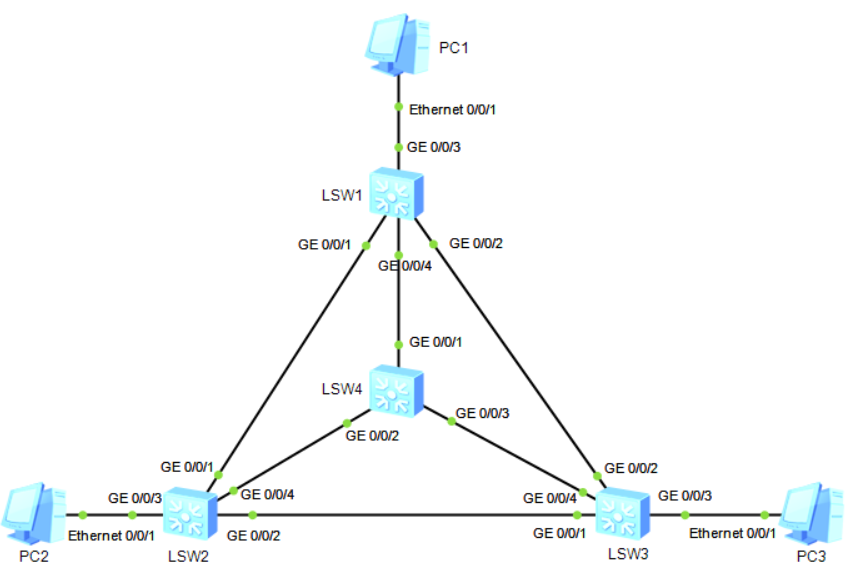 PC1
Ethernet 0/0/1
GE 0/0/3
LSW1
GE 0/0/1
GE 0/0/2
GE 0/0/4
GE 0/0/1
LSW4
GE 0/0/3
GE 0/0/2
GE 0/0/1
GE 0/0/2
GE 0/0/3
GE 0/0/4
GE 0/0/4
GE 0/0/3
Ethernet 0/0/1
GE 0/0/2
GE 0/0/1
Ethernet 0/0/1
PC2
LSW2
LSW3
PC3